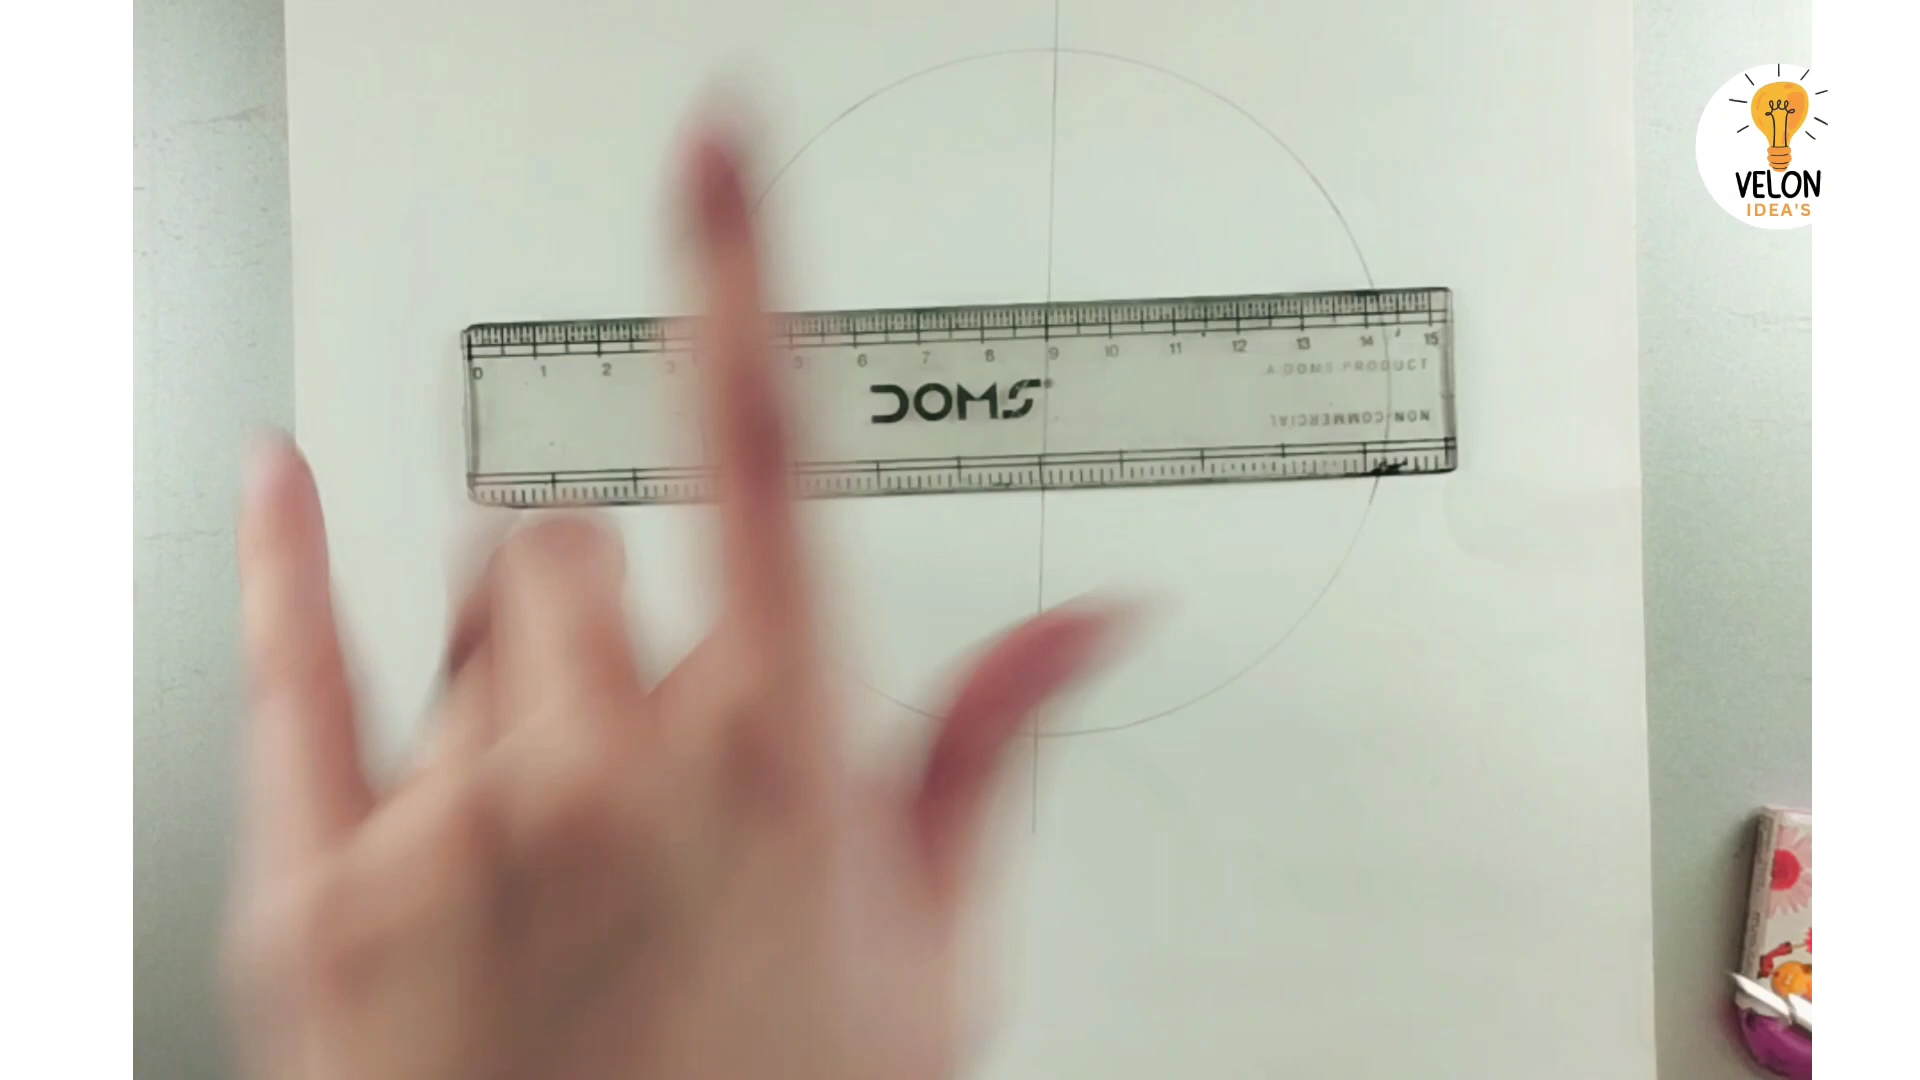 VELON
IDEA'S
0 1 2 3 5 6 7 8 9 10 11 12 13 14 15
DOMS
A DOMS PRODUCT
NON-COMMERCIAL